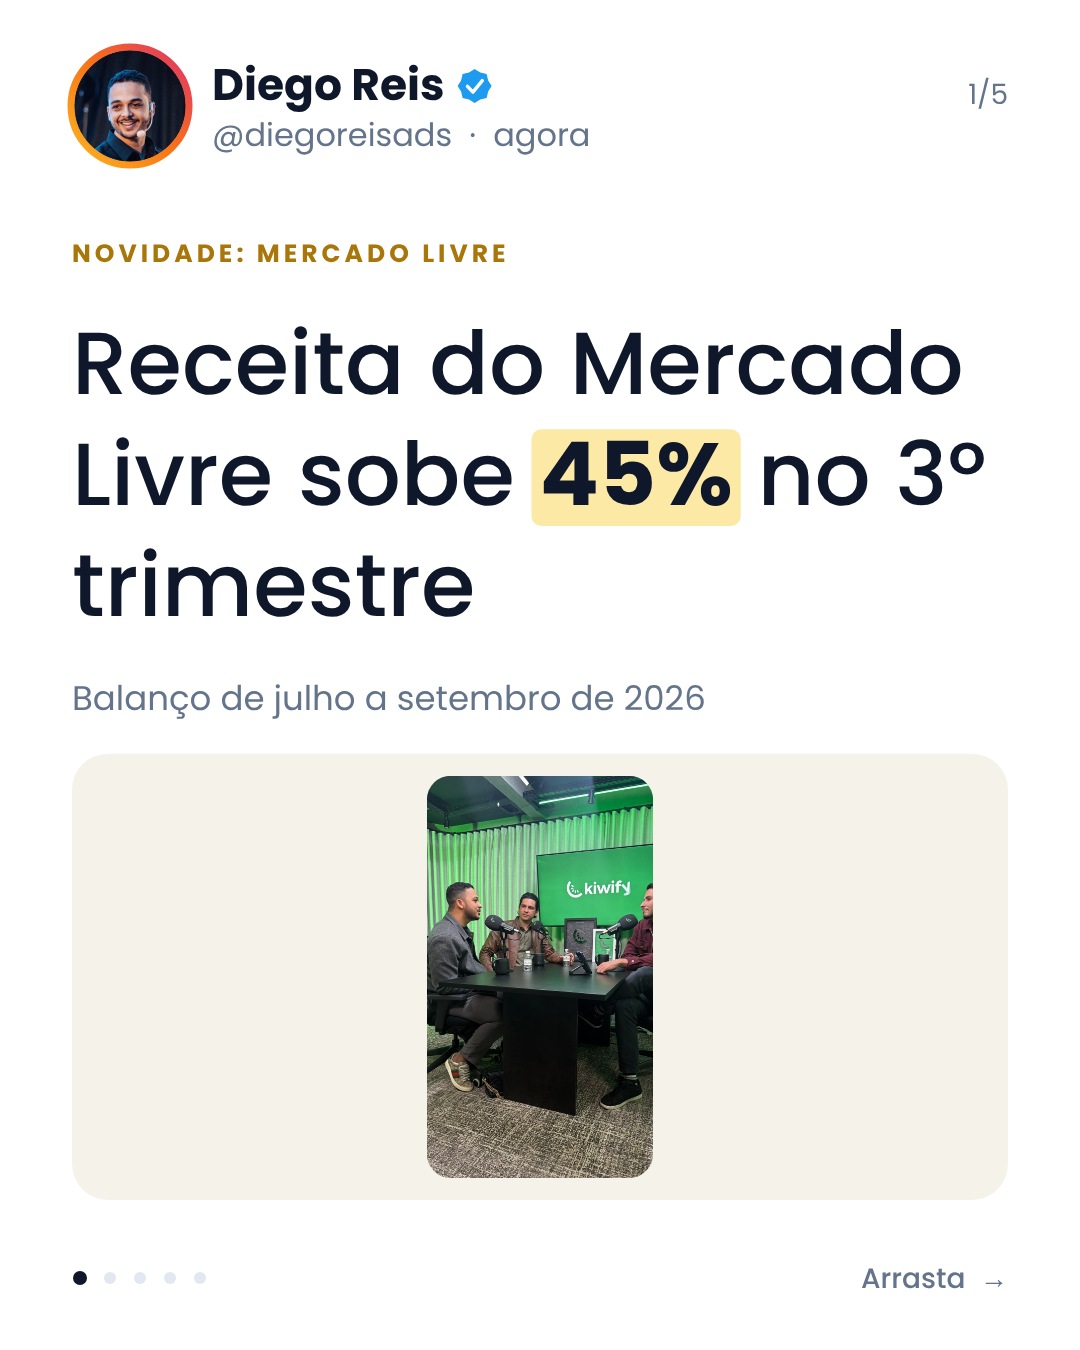 Diego Reis
@diegoreisads · agora
1/5
NOVIDADE: MERCADO LIVRE
Receita do Mercado
Livre sobe 45% no 3º
trimestre
Balanço de julho a setembro de 2026
kiwify
Arrasta →